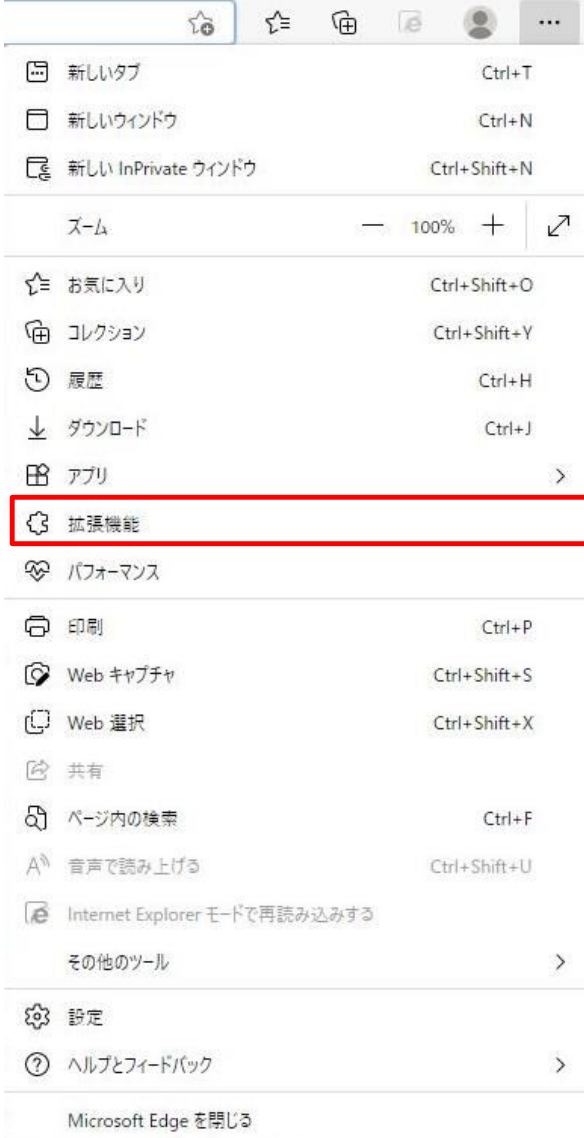 新しいタブ Ctrl+T
新しいウィンドウ Ctrl+N
新しい InPrivate ウィンドウ Ctrl+Shift+N
ズーム — 100% +
お気に入り Ctrl+Shift+O
コレクション Ctrl+Shift+Y
履歴 Ctrl+H
ダウンロード Ctrl+J
アプリ
拡張機能
パフォーマンス
印刷 Ctrl+P
Web キャプチャ Ctrl+Shift+S
Web 選択 Ctrl+Shift+X
共有
ページ内の検索 Ctrl+F
音声で読み上げる Ctrl+Shift+U
Internet Explorer モードで再読み込みする
その他のツール
設定
ヘルプとフィードバック
Microsoft Edge を閉じる